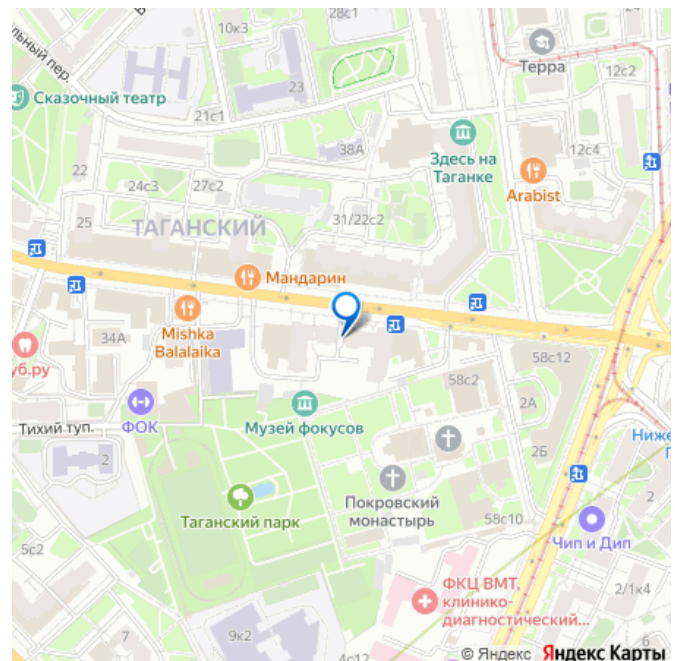 28с1
10к3
льный пер.
Терра
12с2
Сказочный театр
23
21с1
38А
Здесь на
Таганке
12с4
22
24с3
27с2
Arabist
31/22с2
25
ТАГАНСКИЙ
Мандарин
34А
Mishka
Balalaika
уб.ру
58с12
58с2
2А
ФОК
Музей фокусов
Тихий туп.
2Б
Ниже
2
Покровский
монастырь
2
Таганский парк
58с10
Чип и Дип
5с2
ФКЦ ВМТ,
клинико-
диагностический...
2/1к4
7
9к2
6
4с12
© Яндекс Яндекс Карты